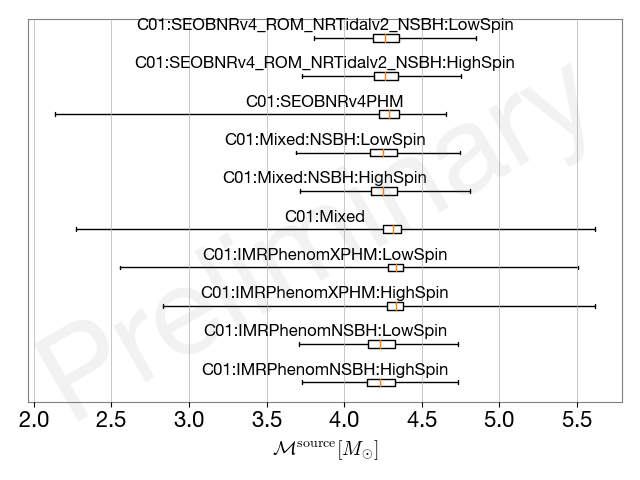 C01:SEOBNRv4_ROM_NRTidalv2_NSBH:LowSpin
C01:SEOBNRv4_ROM_NRTidalv2_NSBH:HighSpin
C01:SEOBNRv4PHM
C01:Mixed:NSBH:LowSpin
C01:Mixed:NSBH:HighSpin
C01:Mixed
C01:IMRPhenomXPHM:LowSpin
C01:IMRPhenomXPHM:HighSpin
C01:IMRPhenomNSBH:LowSpin
C01:IMRPhenomNSBH:HighSpin
Preliminary
2.0 2.5 3.0 3.5 4.0 4.5 5.0 5.5
ℳ^source [M_⊙]